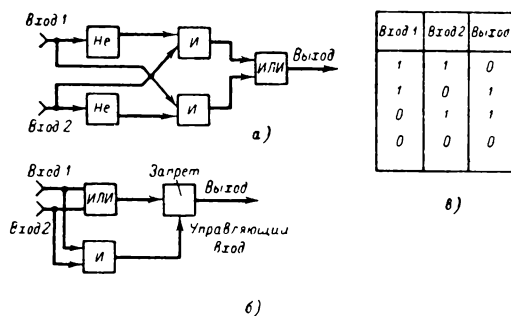 Вход 1
Не
И
ИЛИ
Выход
Вход 2
Не
И
а)
Вход 1
Запрет
ИЛИ
Выход
Вход 2
Управляющий
вход
И
б)
Вход 1 Вход 2 Выход
1 1 0
1 0 1
0 1 1
0 0 0
в)